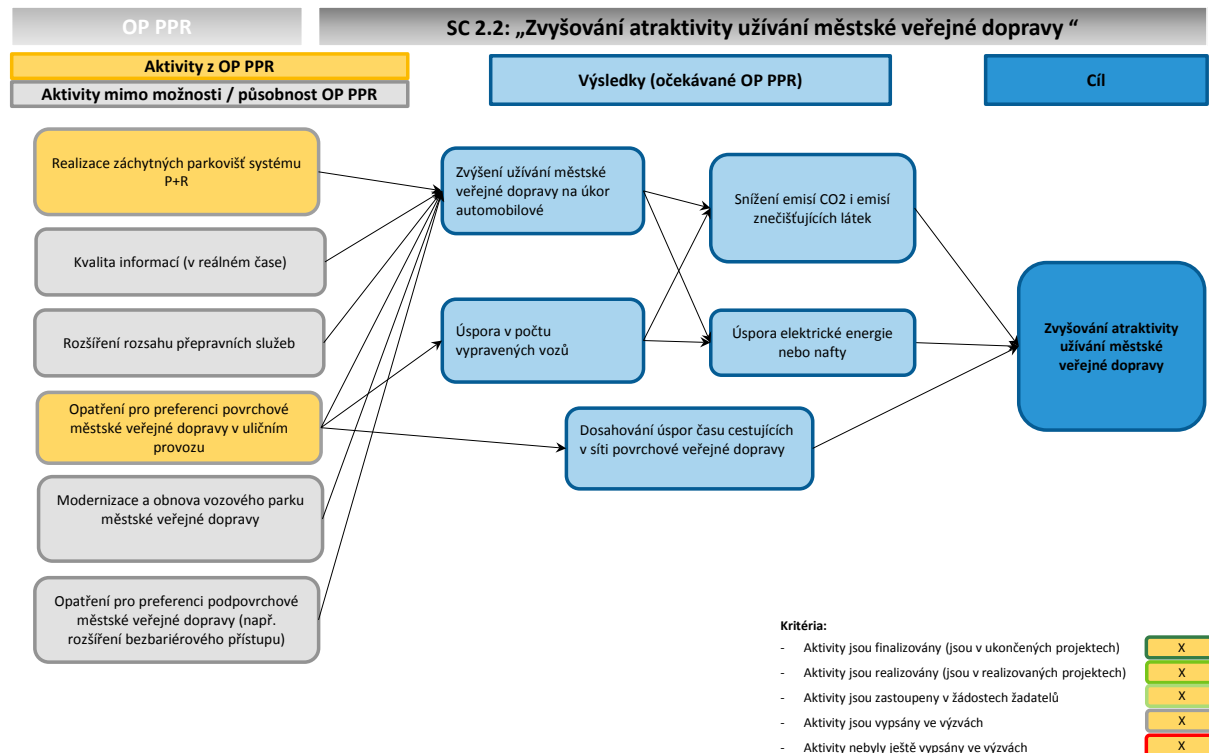 OP PPR
SC 2.2: „Zvyšování atraktivity užívání městské veřejné dopravy “
Aktivity z OP PPR
Aktivity mimo možnosti / působnost OP PPR
Výsledky (očekávané OP PPR)
Cíl
Realizace záchytných parkovišť systému
P+R
Kvalita informací (v reálném čase)
Rozšíření rozsahu přepravních služeb
Opatření pro preferenci povrchové
městské veřejné dopravy v uličním
provozu
Modernizace a obnova vozového parku
městské veřejné dopravy
Opatření pro preferenci podpovrchové
městské veřejné dopravy (např.
rozšíření bezbariérového přístupu)
Zvýšení užívání městské
veřejné dopravy na úkor
automobilové
Úspora v počtu
vypravených vozů
Dosahování úspor času cestujících
v síti povrchové veřejné dopravy
Snížení emisí CO2 i emisí
znečišťujících látek
Úspora elektrické energie
nebo nafty
Zvyšování atraktivity
užívání městské
veřejné dopravy
Kritéria:
- Aktivity jsou finalizovány (jsou v ukončených projektech) X
- Aktivity jsou realizovány (jsou v realizovaných projektech) X
- Aktivity jsou zastoupeny v žádostech žadatelů X
- Aktivity jsou vypsány ve výzvách X
- Aktivity nebyly ještě vypsány ve výzvách X